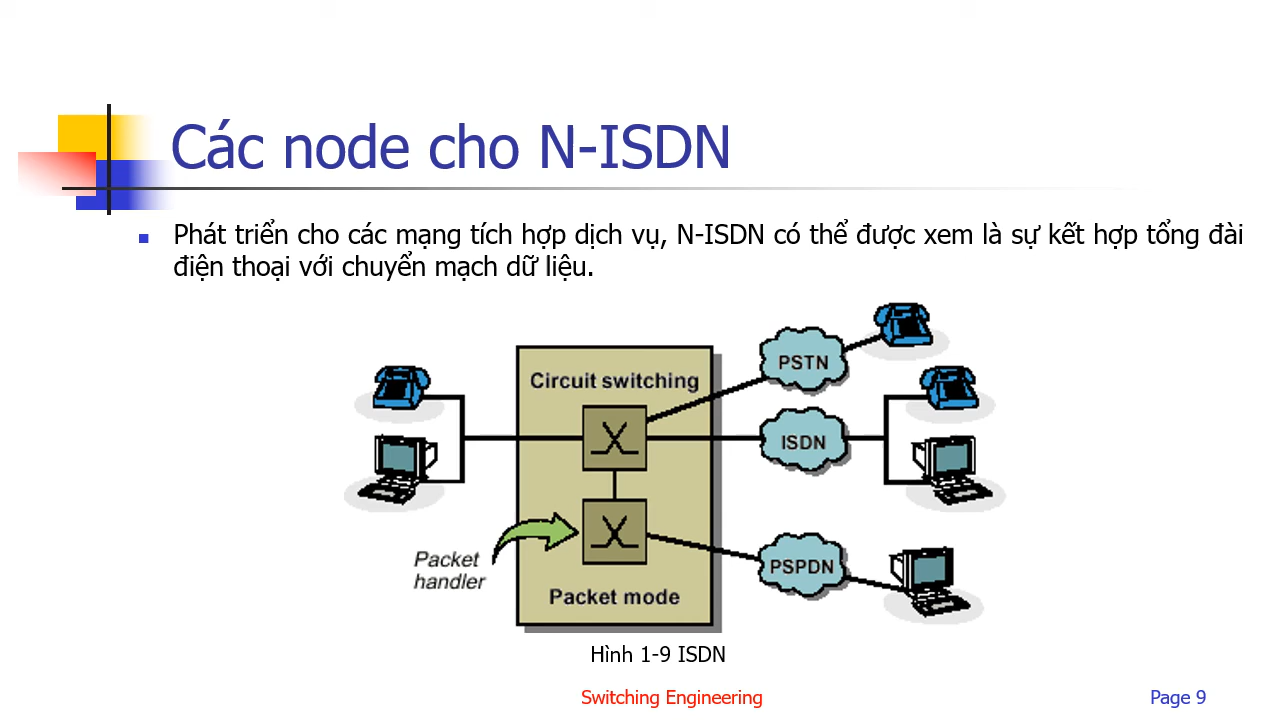 Các node cho N-ISDN
Phát triển cho các mạng tích hợp dịch vụ, N-ISDN có thể được xem là sự kết hợp tổng đài
điện thoại với chuyển mạch dữ liệu.
Circuit switching
PSTN
ISDN
Packet
handler
PSPDN
Packet mode
Hình 1-9 ISDN
Switching Engineering
Page 9